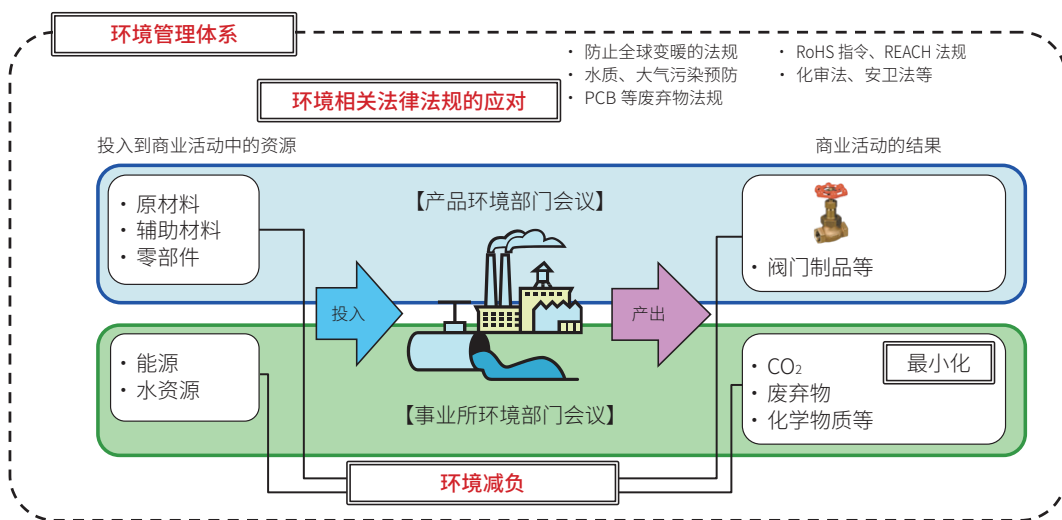 环境管理体系
・ 防止全球变暖的法规
・ 水质、大气污染预防
・ PCB 等废弃物法规
・ RoHS 指令、REACH 法规
・ 化审法、安卫法等
环境相关法律法规的应对
投入到商业活动中的资源
商业活动的结果
・ 原材料
・ 辅助材料
・ 零部件
【产品环境部门会议】
・ 阀门制品等
投入
产出
・ 能源
・ 水资源
・ CO₂
・ 废弃物
・ 化学物质等
最小化
【事业所环境部门会议】
环境减负